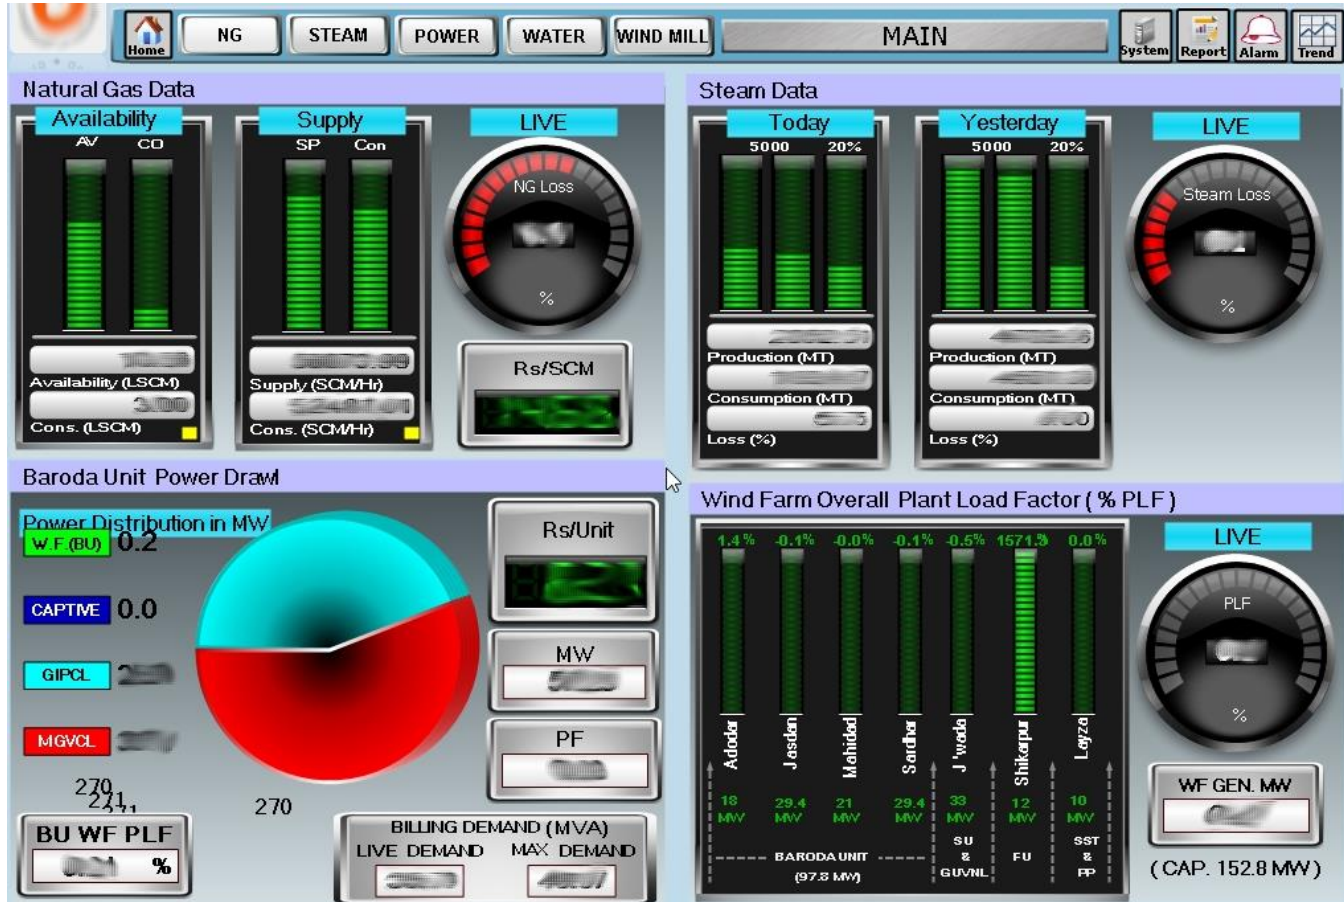 Home
NG
STEAM
POWER
WATER
WIND MILL
MAIN
System
Report
Alarm
Trend
Natural Gas Data
Availability
AV CO
Availability (LSCM)
3.00
Cons. (LSCM)
Supply
SP Con
Supply (SCM/Hr)
Cons. (SCM/Hr)
LIVE
NG Loss
%
Rs/SCM
Steam Data
Today
5000 20%
Production (MT)
Consumption (MT)
Loss (%)
Yesterday
5000 20%
Production (MT)
Consumption (MT)
Loss (%)
LIVE
Steam Loss
%
Baroda Unit Power Drawl
Power Distribution in MW
W.F.(BU) 0.2
CAPTIVE 0.0
GIPCL
MGVCL
270
271
270
BU WF PLF
%
Rs/Unit
MW
PF
BILLING DEMAND (MVA)
LIVE DEMAND MAX DEMAND
Wind Farm Overall Plant Load Factor ( % PLF )
1.4% -0.1% -0.0% -0.1% -0.5% 1571.3% 0.0%
Adodar
Jasdan
Mahidad
Sardhar
J'wada
Shikarpur
Layza
18 MW
29.4 MW
21 MW
29.4 MW
33 MW
12 MW
10 MW
BARODA UNIT
(97.8 MW)
SU & GUVNL
FU
SST & PP
LIVE
PLF
%
WF GEN. MW
( CAP. 152.8 MW )